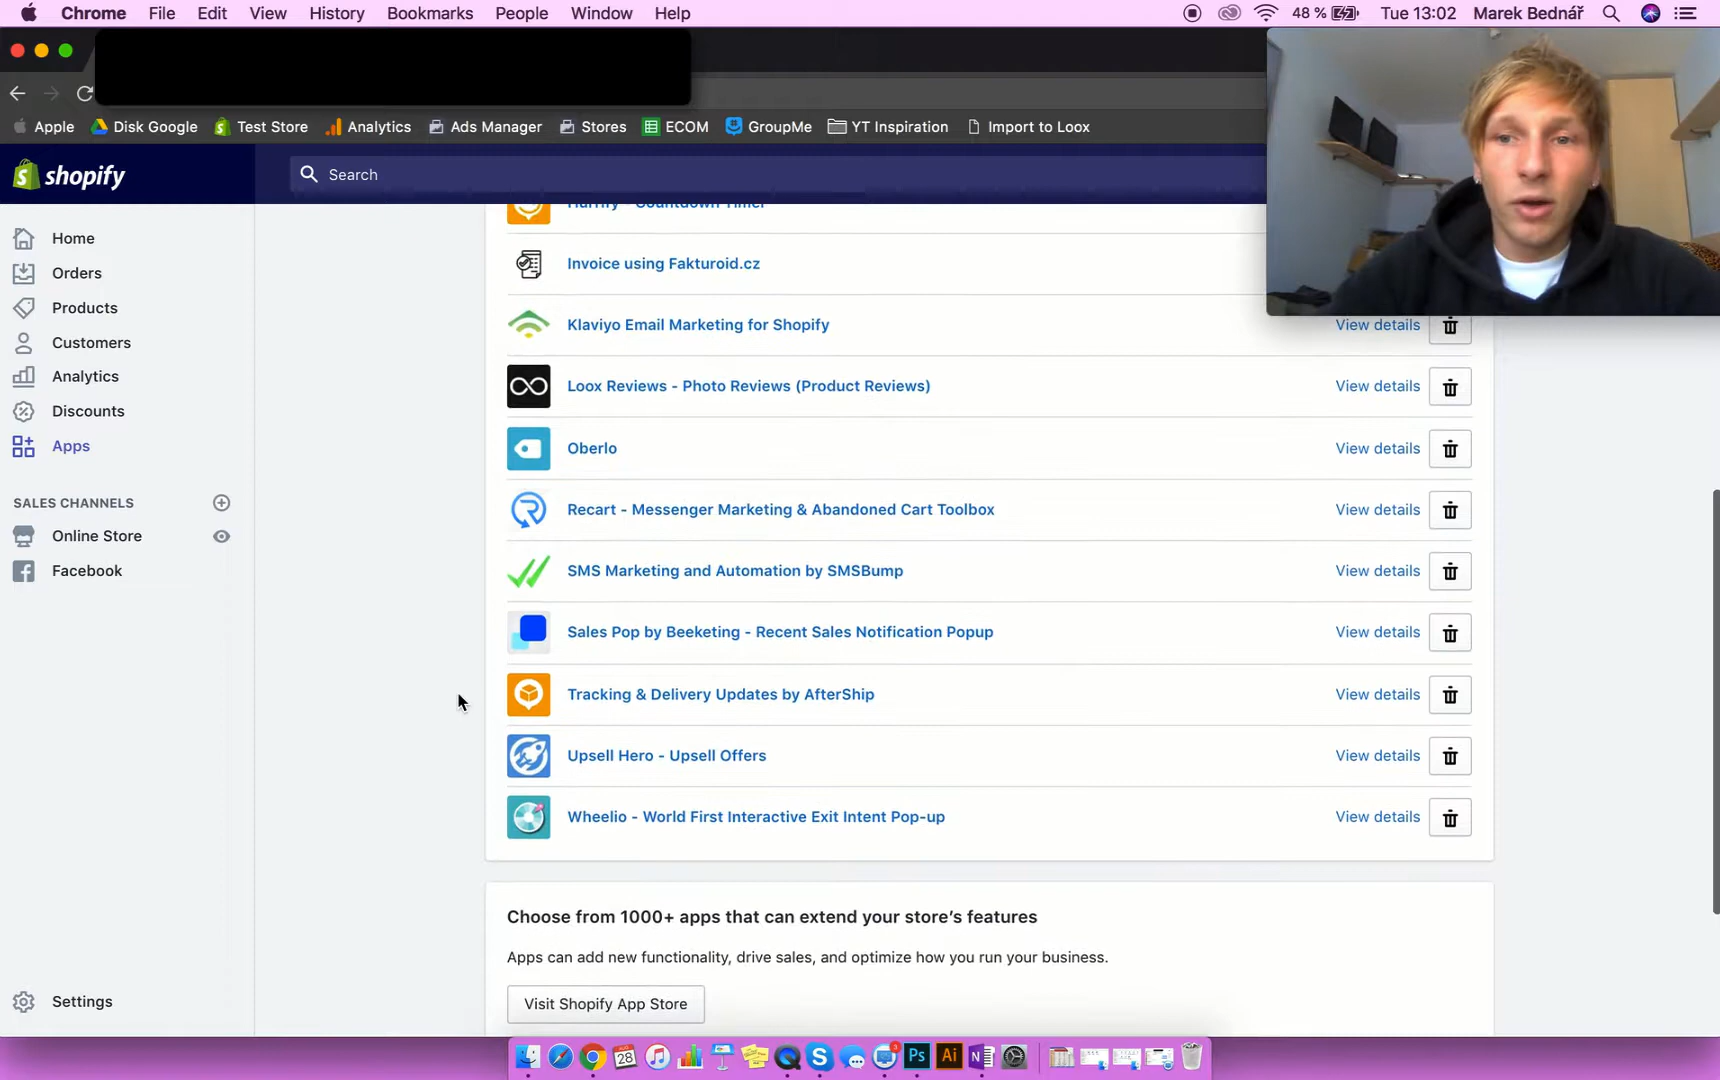 Chrome File Edit View History Bookmarks People Window Help 48 % Tue 13:02 Marek Bednář
Apple Disk Google Test Store Analytics Ads Manager Stores ECOM GroupMe YT Inspiration Import to Loox
shopify
Search
Home
Orders
Products
Customers
Analytics
Discounts
Apps
SALES CHANNELS
Online Store
Facebook
Settings
Hurrify - Countdown Timer
Invoice using Fakturoid.cz
Klaviyo Email Marketing for Shopify View details
Loox Reviews - Photo Reviews (Product Reviews) View details
Oberlo View details
Recart - Messenger Marketing & Abandoned Cart Toolbox View details
SMS Marketing and Automation by SMSBump View details
Sales Pop by Beeketing - Recent Sales Notification Popup View details
Tracking & Delivery Updates by AfterShip View details
Upsell Hero - Upsell Offers View details
Wheelio - World First Interactive Exit Intent Pop-up View details
Choose from 1000+ apps that can extend your store's features
Apps can add new functionality, drive sales, and optimize how you run your business.
Visit Shopify App Store
28
3
Ps
Ai
N